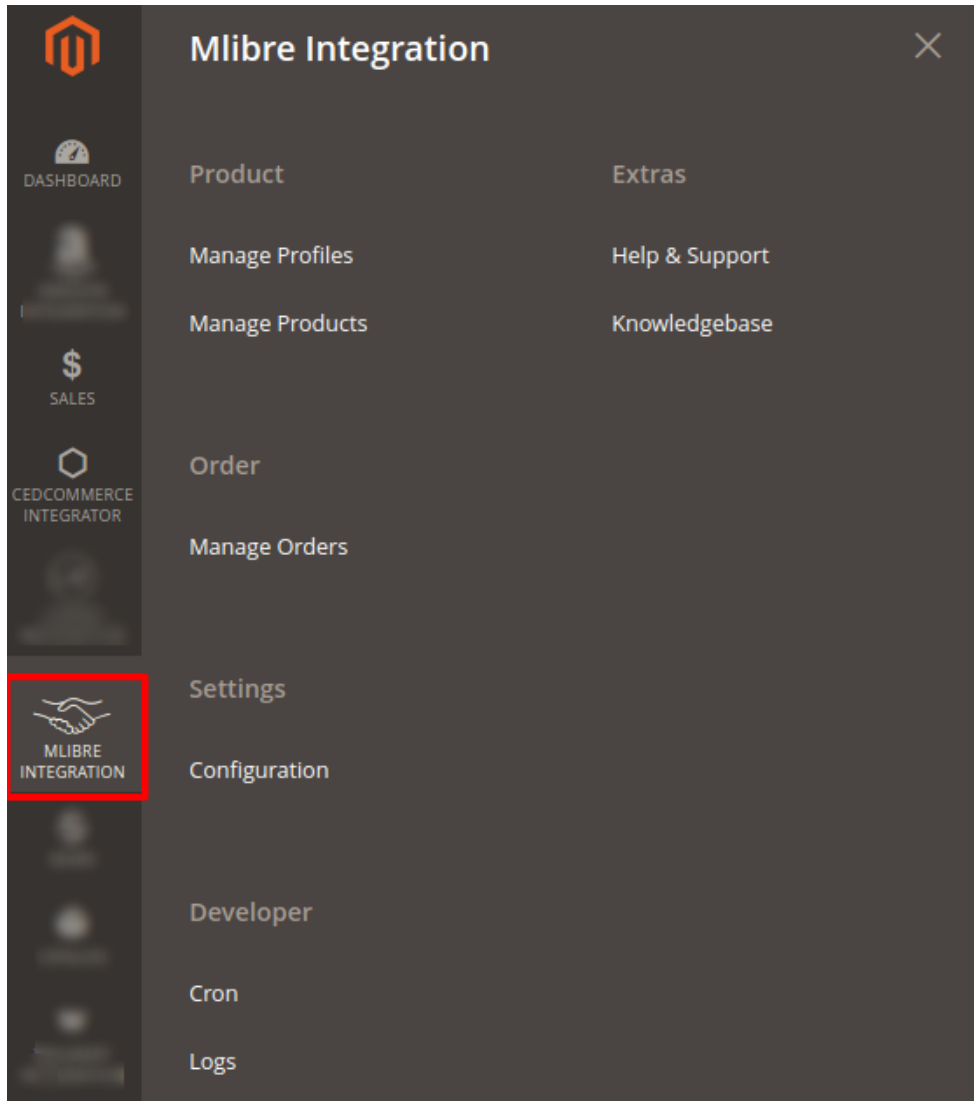 Mlibre Integration
DASHBOARD
SALES
CEDCOMMERCE
INTEGRATOR
MLIBRE
INTEGRATION
Product
Manage Profiles
Manage Products
Extras
Help & Support
Knowledgebase
Order
Manage Orders
Settings
Configuration
Developer
Cron
Logs